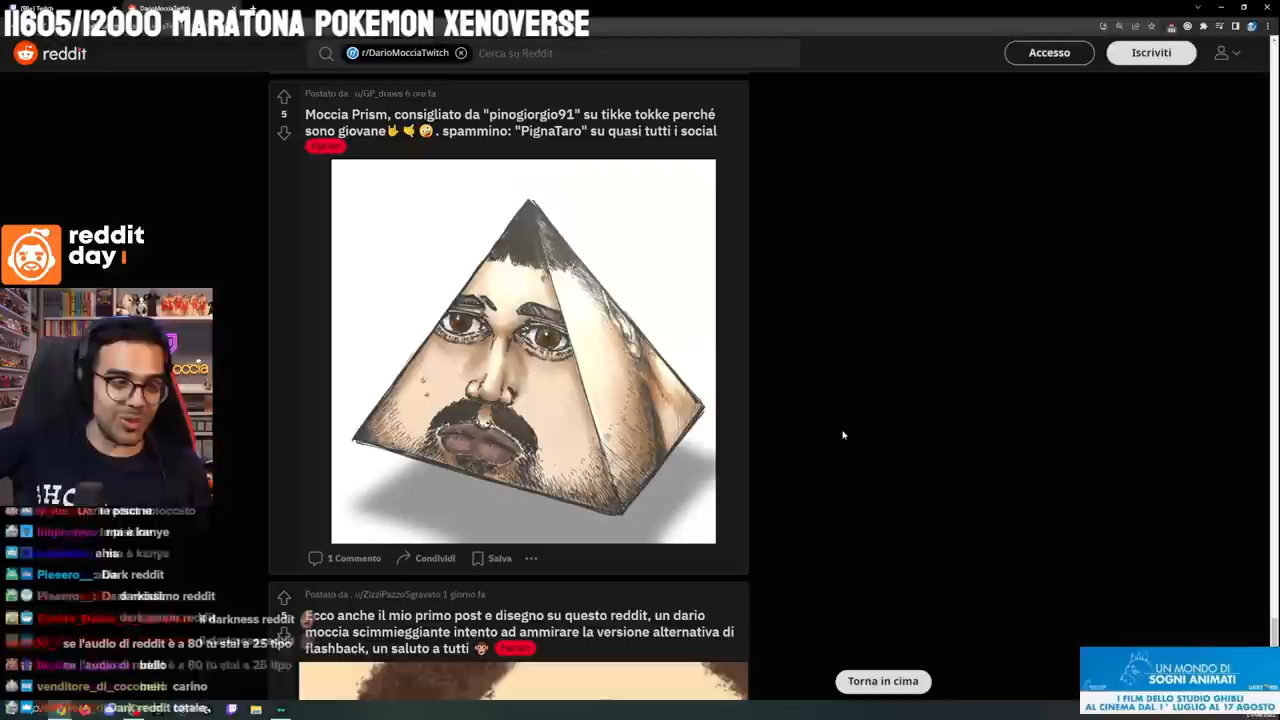 11605/12000 MARATONA POKEMON XENOVERSE
reddit
r/DarioMocciaTwitch
Cerca su Reddit
Accesso
Iscriviti
Postato da . u/GP_draws 6 ore fa
5
Moccia Prism, consigliato da "pinogiorgio91" su tikke tokke perché
sono giovane🤟🤙🤪. spammino: "PignaTaro" su quasi tutti i social
reddit
day
1 Commento
Condividi
Salva
Pieeero__: Dark reddit
se l'audio di reddit è a 80 tu stai a 25 tipo
bello
venditore_di_cocomeri: carino
Dark reddit totale
Postato da . u/ZizziPazzoSgravato 1 giorno fa
5
Ecco anche il mio primo post e disegno su questo reddit, un dario
moccia scimmieggiante intento ad ammirare la versione alternativa di
flashback, un saluto a tutti 🐵
Torna in cima
UN MONDO DI
SOGNI ANIMATI
I FILM DELLO STUDIO GHIBLI
AL CINEMA DAL 1° LUGLIO AL 17 AGOSTO